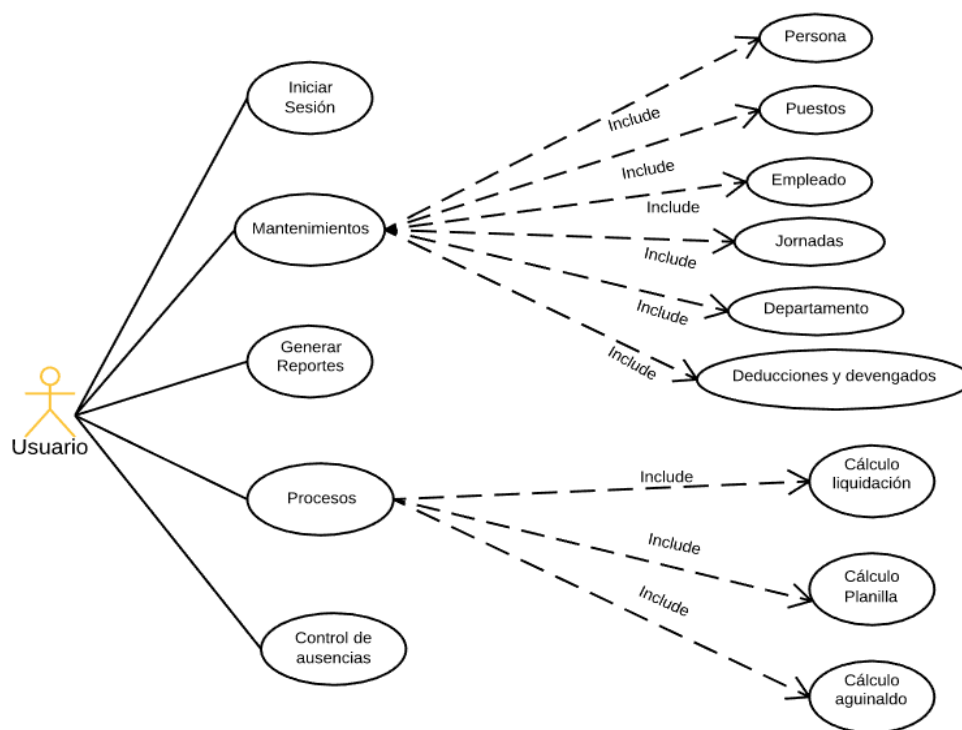 Persona
Include
Iniciar
Sesión
Puestos
Include
Empleado
Include
Mantenimientos
Jornadas
Include
Departamento
Include
Generar
Reportes
Include
Deducciones y devengados
Usuario
Procesos
Include
Cálculo
liquidación
Include
Cálculo
Planilla
Include
Control de
ausencias
Cálculo
aguinaldo